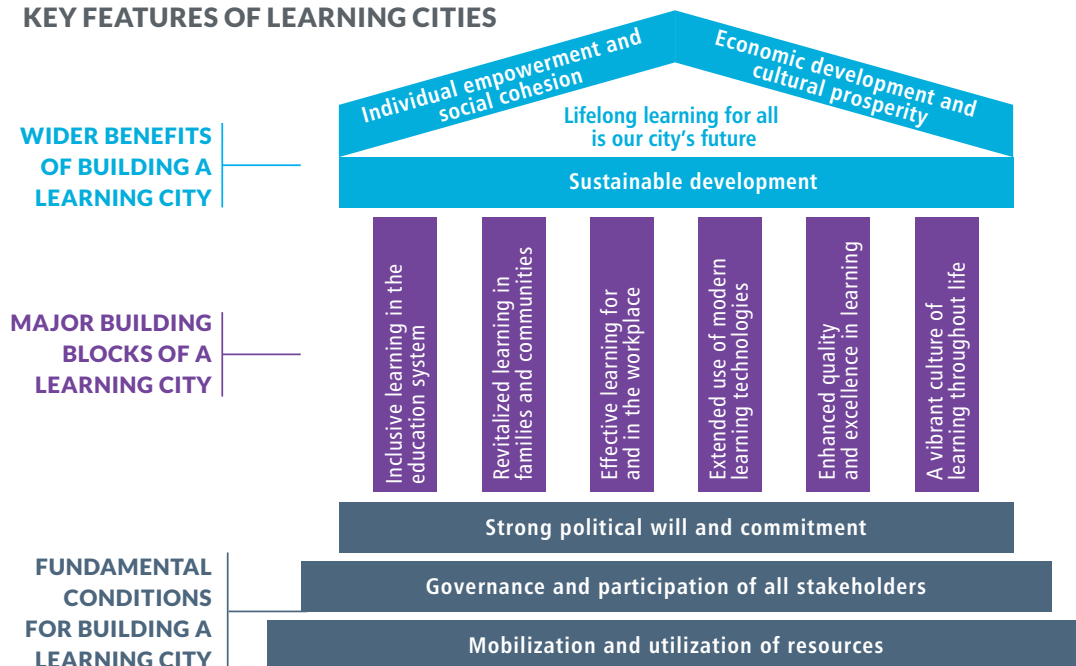 KEY FEATURES OF LEARNING CITIES
Individual empowerment and
social cohesion
Economic development and
cultural prosperity
Lifelong learning for all
is our city's future
WIDER BENEFITS
OF BUILDING A
LEARNING CITY
Sustainable development
MAJOR BUILDING
BLOCKS OF A
LEARNING CITY
Inclusive learning in the
education system
Revitalized learning in
families and communities
Effective learning for
and in the workplace
Extended use of modern
learning technologies
Enhanced quality
and excellence in learning
A vibrant culture of
learning throughout life
Strong political will and commitment
FUNDAMENTAL
CONDITIONS
FOR BUILDING A
LEARNING CITY
Governance and participation of all stakeholders
Mobilization and utilization of resources